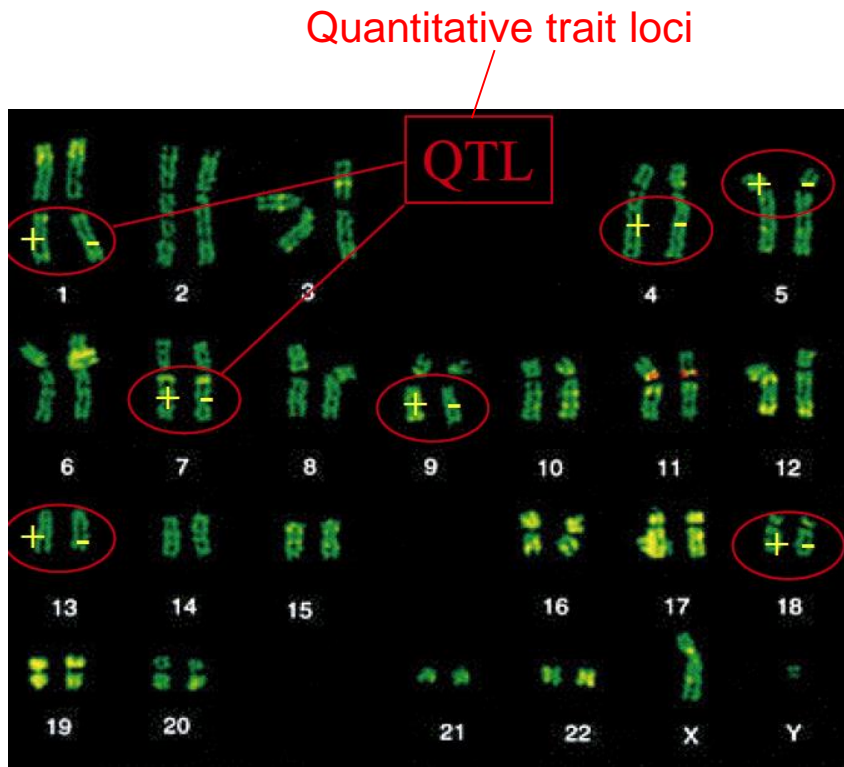 Quantitative trait loci
QTL
+ - + - + -
1 2 3 4 5
+ - + -
6 7 8 9 10 11 12
+ - + -
13 14 15 16 17 18
19 20 21 22 X Y